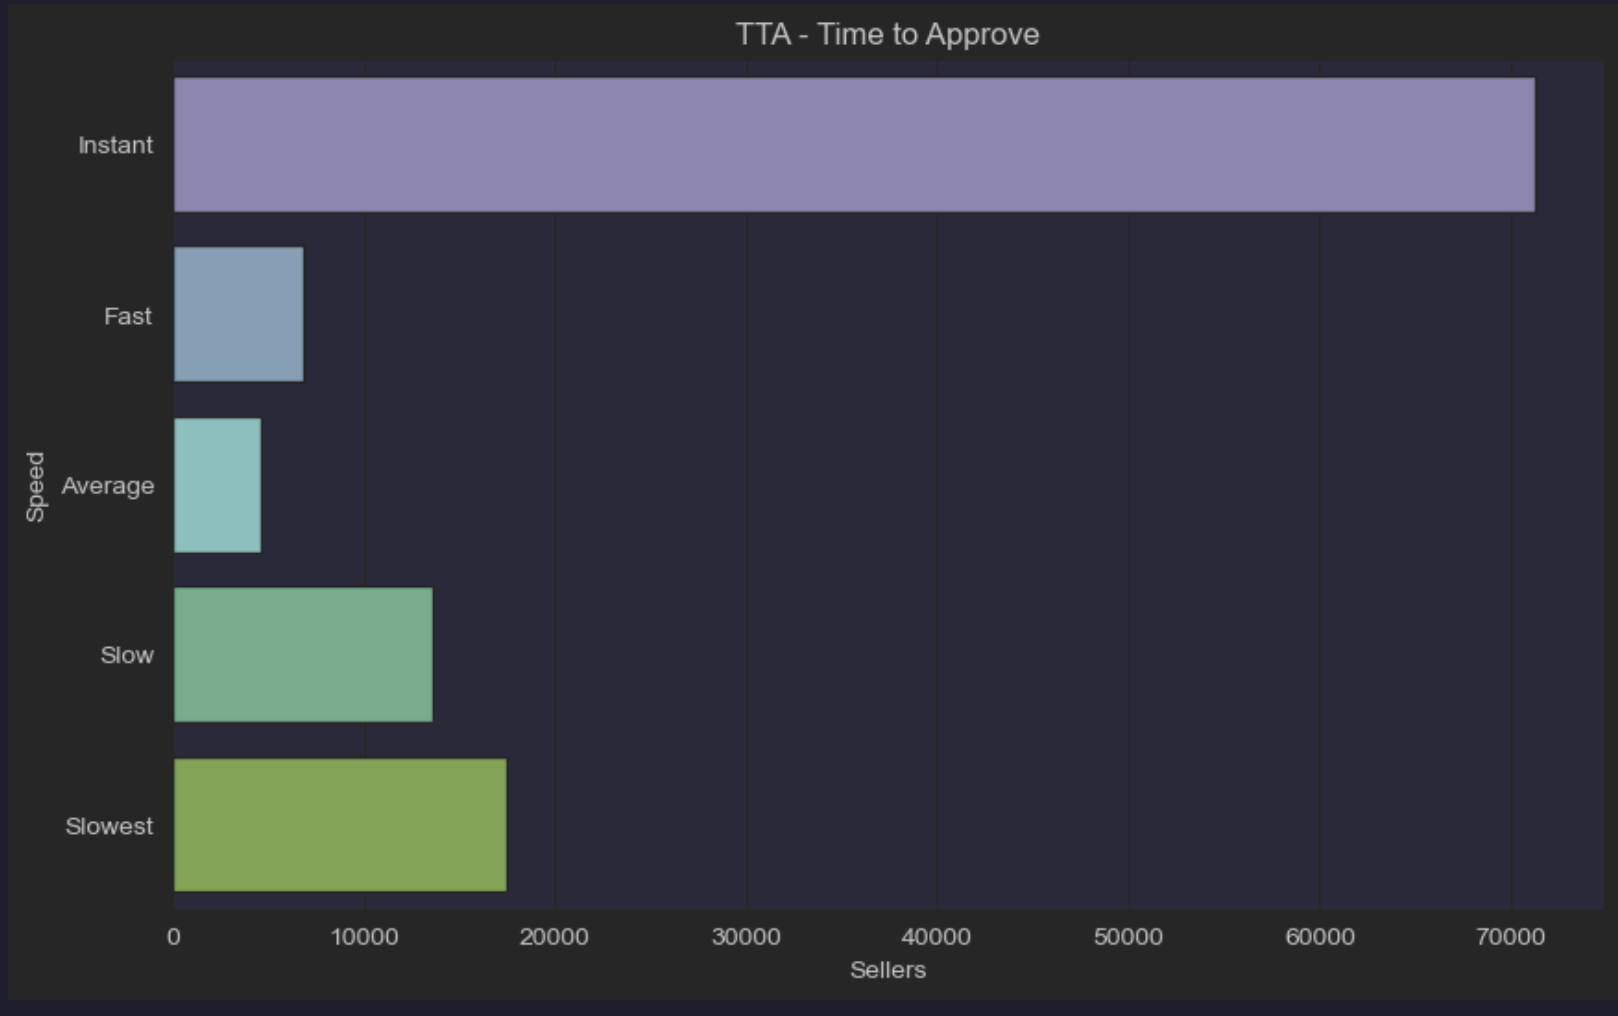 TTA - Time to Approve
Speed
Instant
Fast
Average
Slow
Slowest
0 10000 20000 30000 40000 50000 60000 70000
Sellers